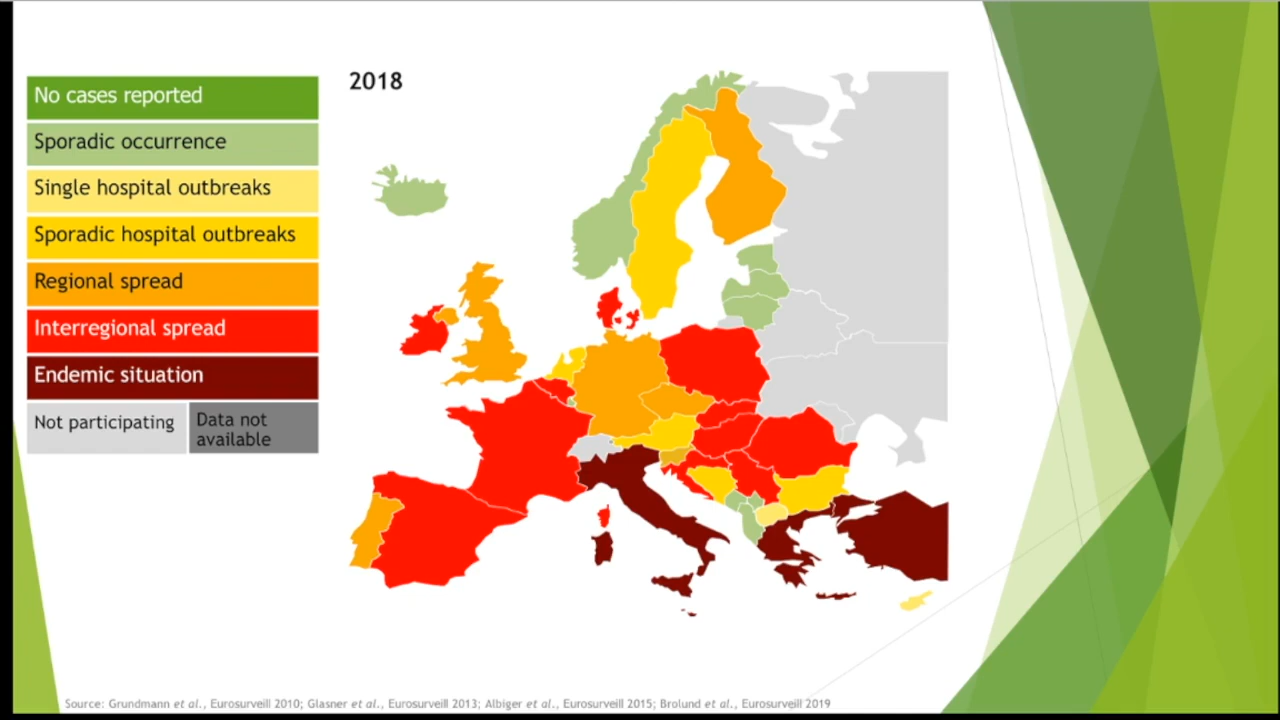 2018
No cases reported
Sporadic occurrence
Single hospital outbreaks
Sporadic hospital outbreaks
Regional spread
Interregional spread
Endemic situation
Not participating
Data not
available
Source: Grundmann et al., Eurosurveill 2010; Glasner et al., Eurosurveill 2013; Albiger et al., Eurosurveill 2015; Brolund et al., Eurosurveill 2019